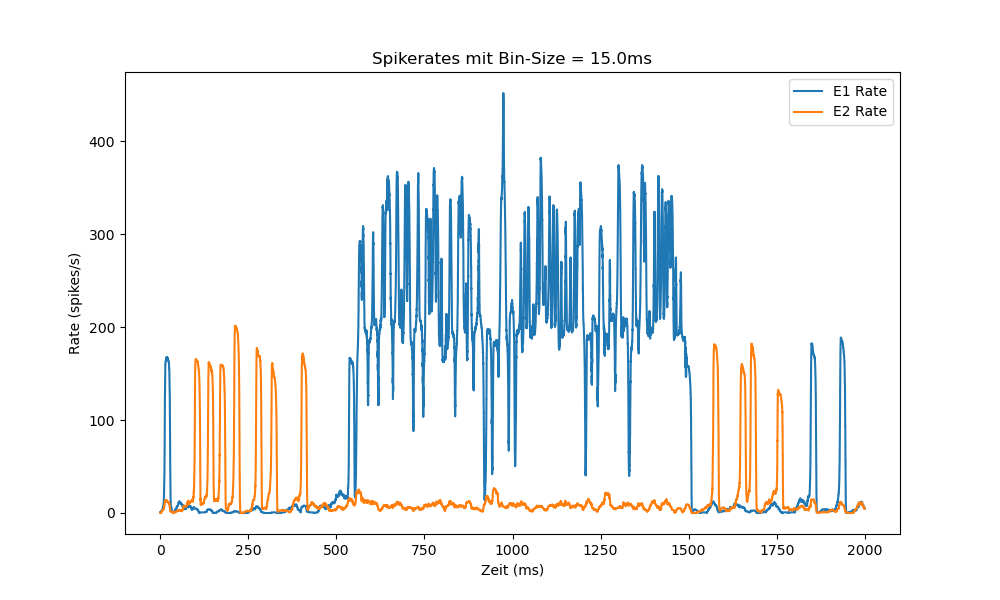 Spikerates mit Bin-Size = 15.0ms
E1 Rate
E2 Rate
Rate (spikes/s)
400
300
200
100
0
0 250 500 750 1000 1250 1500 1750 2000
Zeit (ms)